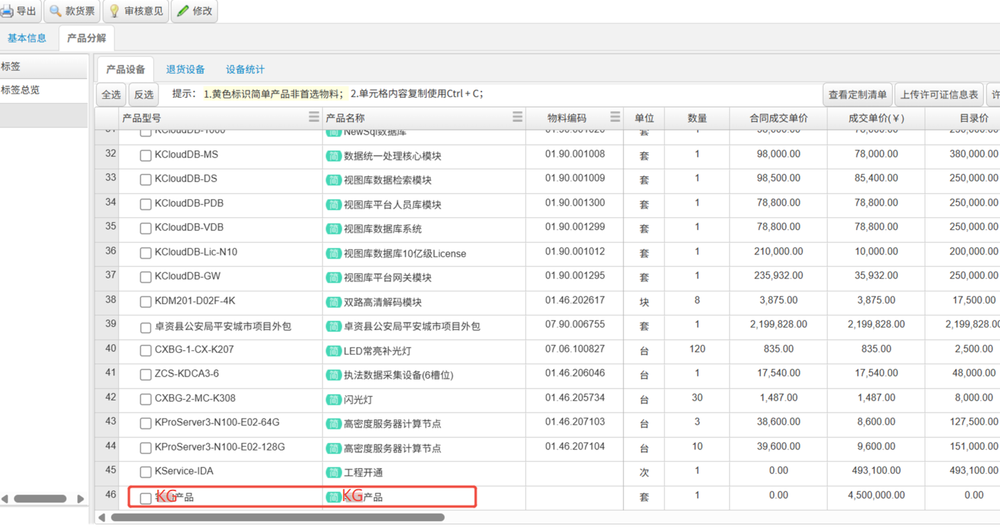 导出 款货票 审核意见 修改
基本信息 产品分解
标签
标签总览
产品设备 退货设备 设备统计
全选 反选 提示： 1.黄色标识简单产品非首选物料； 2.单元格内容复制使用Ctrl + C； 查看定制清单 上传许可证信息表 许
产品型号 产品名称 物料编码 单位 数量 合同成交单价 成交单价(￥) 目录价
简 NewSql数据库 套
32 KCloudDB-MS 简 数据统一处理核心模块 01.90.001008 套 1 98,000.00 78,000.00 380,000.00
33 KCloudDB-DS 简 视图库数据检索模块 01.90.001009 套 1 98,500.00 85,400.00 250,000.00
34 KCloudDB-PDB 简 视图库平台人员库模块 01.90.001300 套 1 78,800.00 78,800.00 250,000.00
35 KCloudDB-VDB 简 视图库数据库系统 01.90.001299 套 1 78,800.00 78,800.00 250,000.00
36 KCloudDB-Lic-N10 简 视图库数据库10亿级License 01.90.001012 套 1 210,000.00 10,000.00 200,000.00
37 KCloudDB-GW 简 视图库平台网关模块 01.90.001295 套 1 235,932.00 35,932.00 250,000.00
38 KDM201-D02F-4K 简 双路高清解码模块 01.46.202617 块 8 3,875.00 3,875.00 17,500.00
39 卓资县公安局平安城市项目外包 简 卓资县公安局平安城市项目外包 07.90.006755 套 1 2,199,828.00 2,199,828.00 2,199,828.00
40 CXBG-1-CX-K207 简 LED常亮补光灯 07.06.100827 台 120 835.00 835.00 2,500.00
41 ZCS-KDCA3-6 简 执法数据采集设备(6槽位) 01.46.206046 台 1 17,540.00 17,540.00 48,000.00
42 CXBG-2-MC-K308 简 闪光灯 01.46.205734 台 30 1,487.00 1,487.00 8,000.00
43 KProServer3-N100-E02-64G 简 高密度服务器计算节点 01.46.207103 台 3 38,600.00 8,600.00 127,500.00
44 KProServer3-N100-E02-128G 简 高密度服务器计算节点 01.46.207104 台 10 39,600.00 9,600.00 151,000.00
45 KService-IDA 简 工程开通 次 1 0.00 493,100.00 493,100.00
46 KG产品 简 KG产品 套 1 0.00 4,500,000.00 0.00